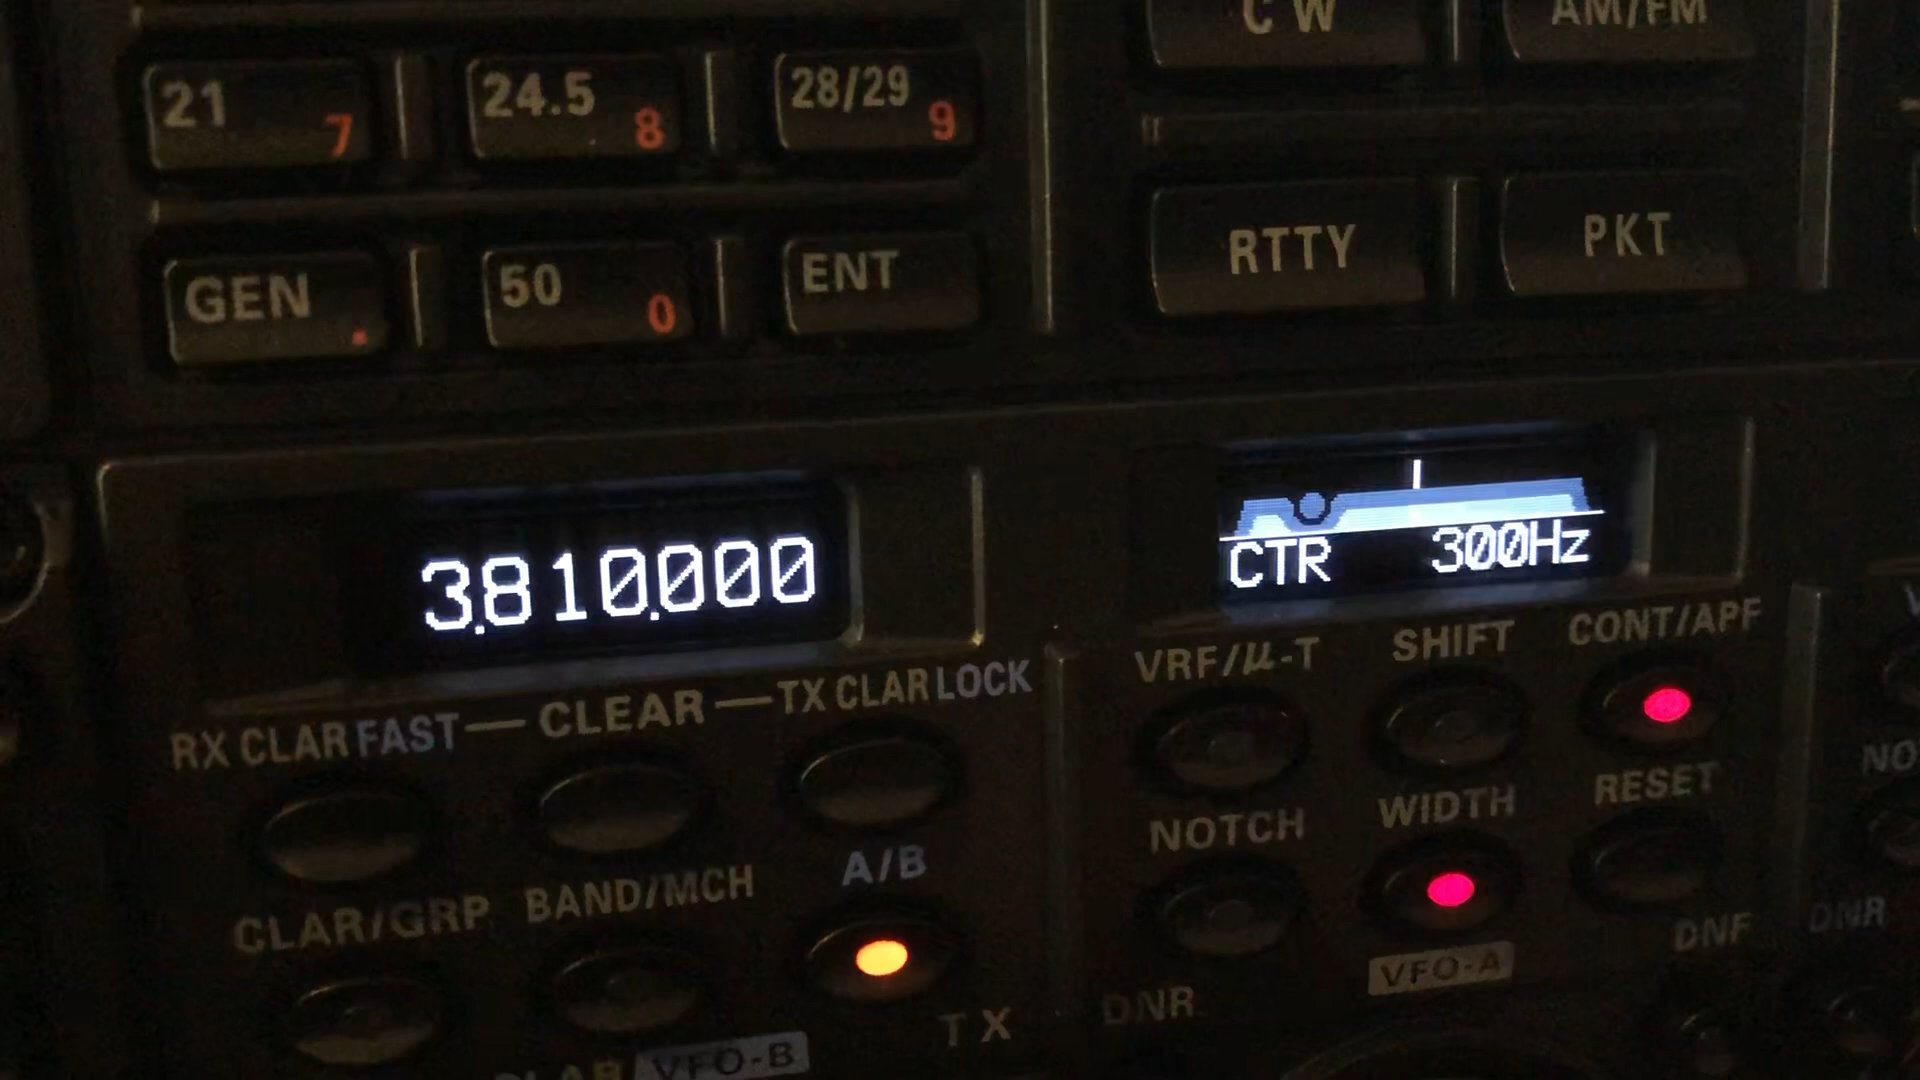 CW AM/FM
21 7 24.5 8 28/29 9
GEN . 50 0 ENT
RTTY PKT
3.810.000
CTR 300Hz
RX CLAR FAST — CLEAR — TX CLAR LOCK
VRF/μ-T SHIFT CONT/APF
CLAR/GRP BAND/MCH A/B
NOTCH WIDTH RESET
TX
DNR
VFO-A
DNF DNR
VFO-B